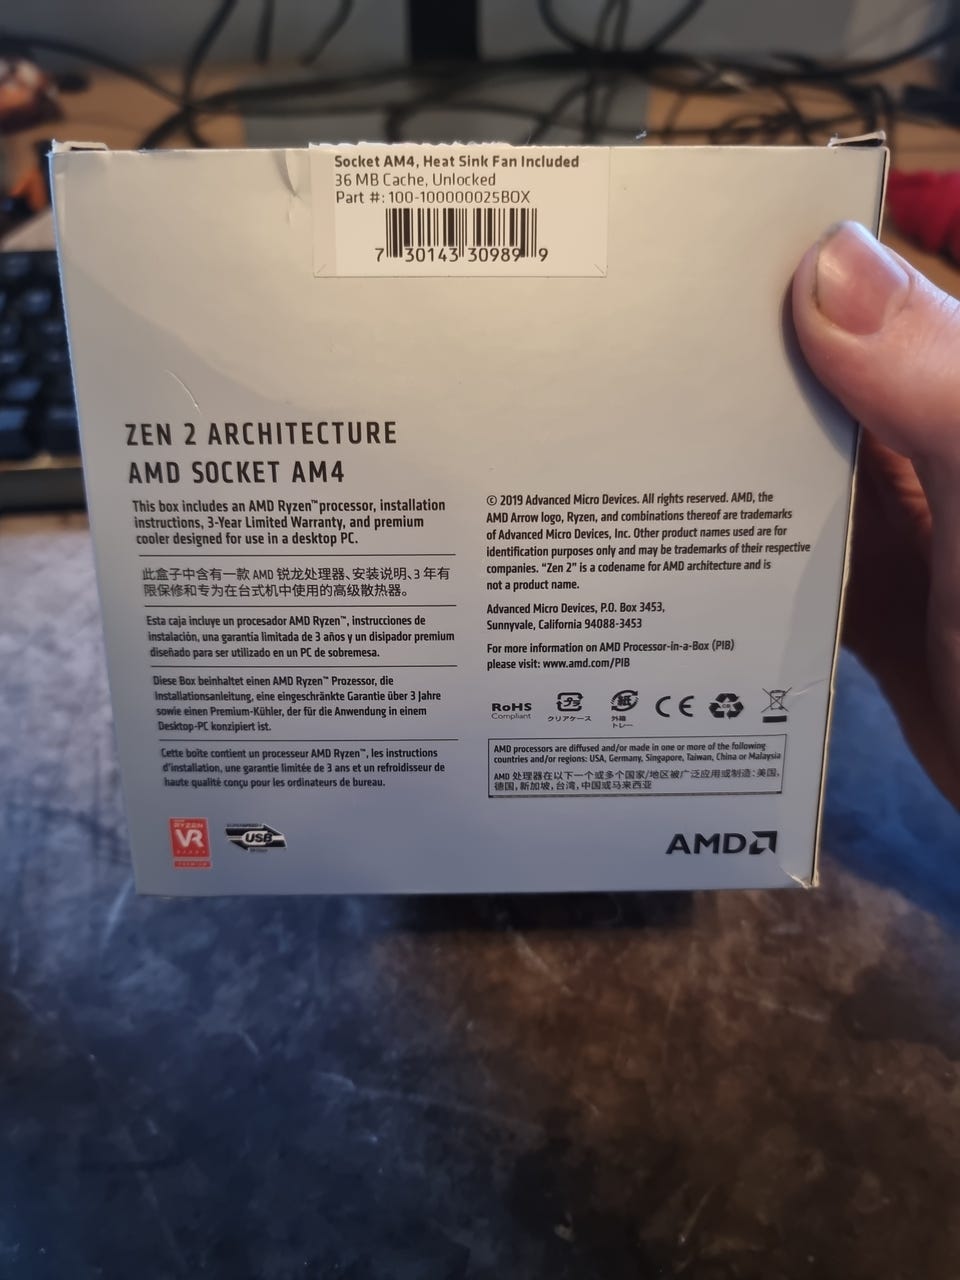 Socket AM4, Heat Sink Fan Included
36 MB Cache, Unlocked
Part #: 100-100000025BOX
7 30143 30989 9
ZEN 2 ARCHITECTURE
AMD SOCKET AM4
This box includes an AMD Ryzen™ processor, installation
instructions, 3-Year Limited Warranty, and premium
cooler designed for use in a desktop PC.
此盒子中含有一款 AMD 锐龙处理器、安装说明、3 年有
限保修和专为在台式机中使用的高级散热器。
Esta caja incluye un procesador AMD Ryzen™, instrucciones de
instalación, una garantía limitada de 3 años y un disipador premium
diseñado para ser utilizado en un PC de sobremesa.
Diese Box beinhaltet einen AMD Ryzen™ Prozessor, die
Installationsanleitung, eine eingeschränkte Garantie über 3 Jahre
sowie einen Premium-Kühler, der für die Anwendung in einem
Desktop-PC konzipiert ist.
Cette boîte contient un processeur AMD Ryzen™, les instructions
d'installation, une garantie limitée de 3 ans et un refroidisseur de
haute qualité conçu pour les ordinateurs de bureau.
© 2019 Advanced Micro Devices. All rights reserved. AMD, the
AMD Arrow logo, Ryzen, and combinations thereof are trademarks
of Advanced Micro Devices, Inc. Other product names used are for
identification purposes only and may be trademarks of their respective
companies. “Zen 2” is a codename for AMD architecture and is
not a product name.
Advanced Micro Devices, P.O. Box 3453,
Sunnyvale, California 94088-3453
For more information on AMD Processor-in-a-Box (PIB)
please visit: www.amd.com/PIB
RoHS
Compliant
プラ
クリアケース
紙
外箱
トレー
CE
AMD processors are diffused and/or made in one or more of the following
countries and/or regions: USA, Germany, Singapore, Taiwan, China or Malaysia
AMD 处理器在以下一个或多个国家/地区被广泛应用或制造：美国，
德国，新加坡，台湾，中国或马来西亚
RYZEN
VR
READY
PREMIUM
SUPERSPEED+
USB
AMD